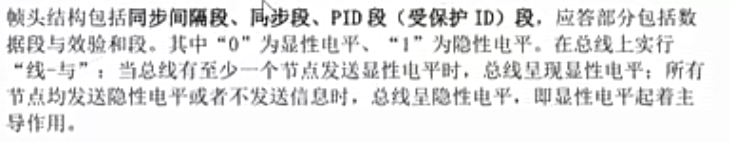 帧头结构包括同步间隔段、同步段、PID 段（受保护 ID）段，应答部分包括数
据段与效验和段。其中“0”为显性电平、“1”为隐性电平。在总线上实行
“线-与”：当总线有至少一个节点发送显性电平时，总线呈现显性电平；所有
节点均发送隐性电平或者不发送信息时，总线呈隐性电平，即显性电平起着主
导作用。